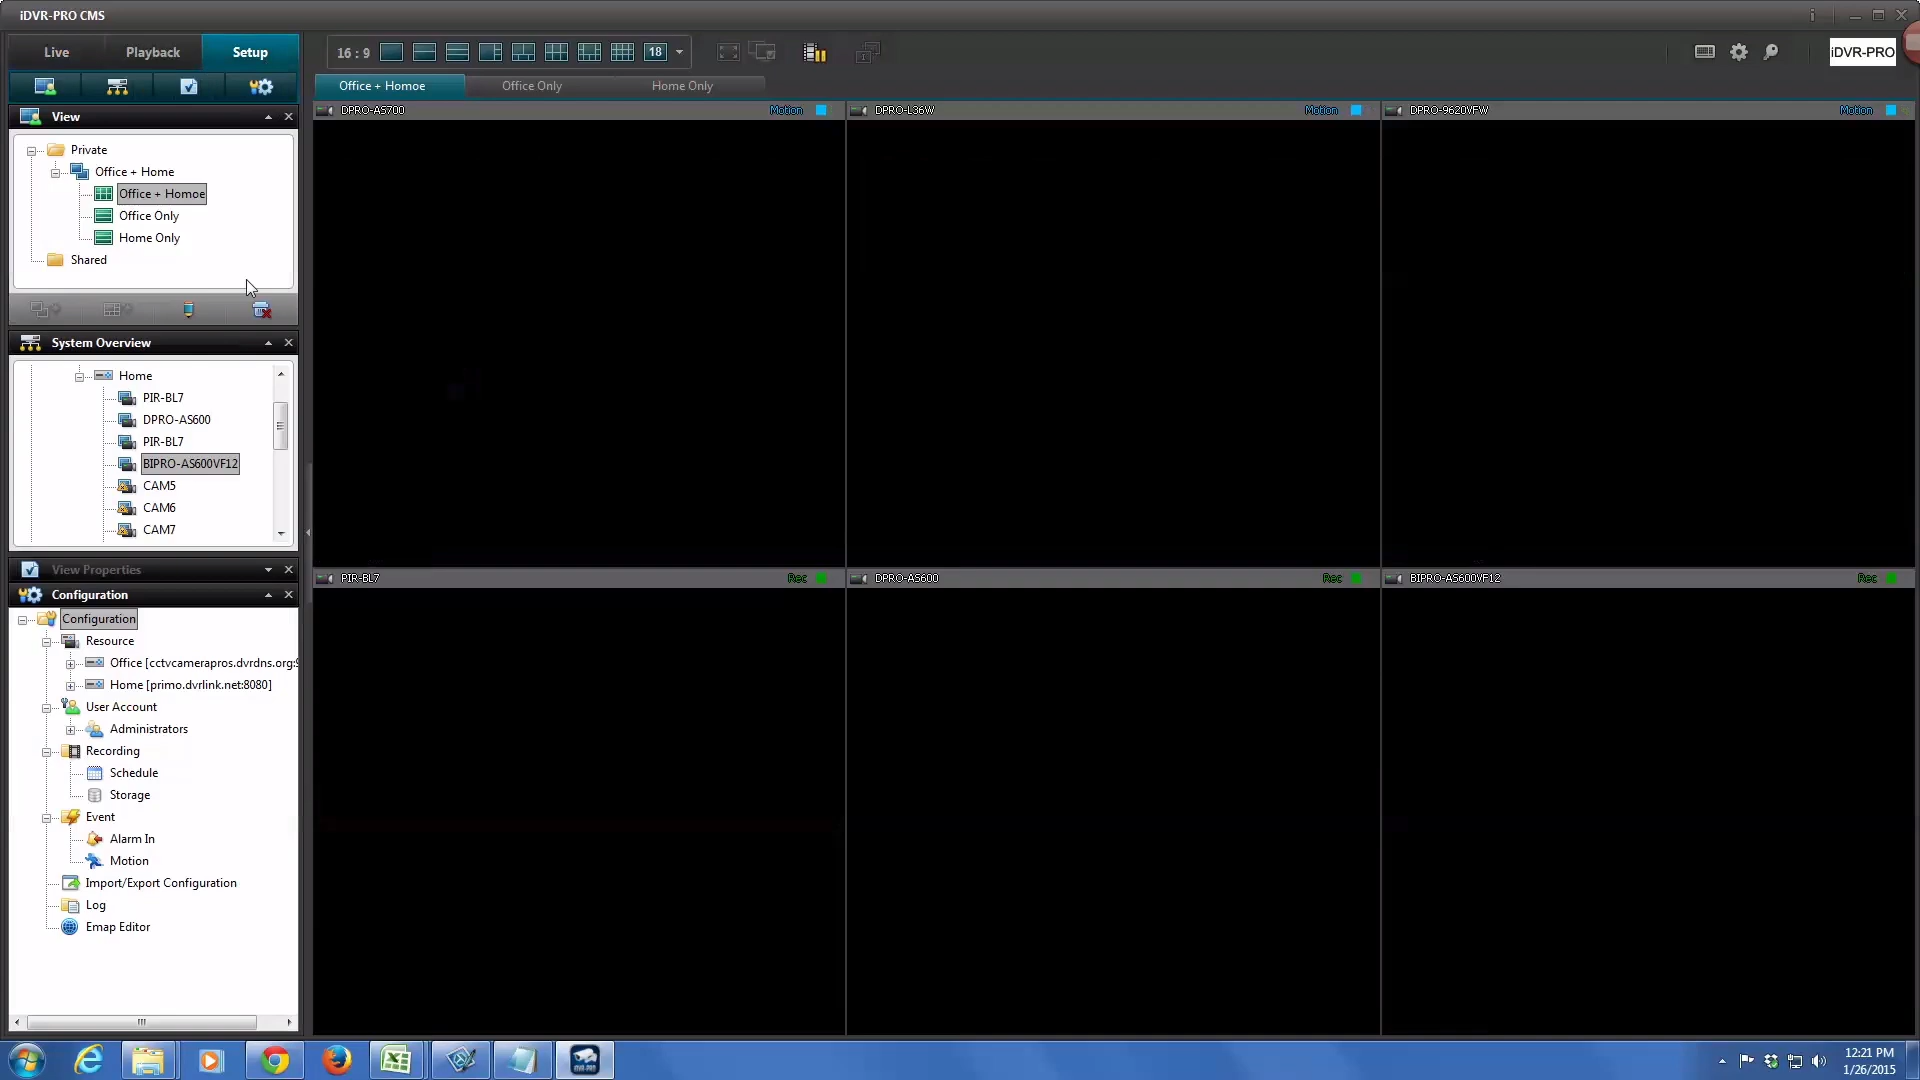 iDVR-PRO CMS
Live Playback Setup
16 : 9
18
iDVR-PRO
Office + Homoe Office Only Home Only
View
Private
Office + Home
Office + Homoe
Office Only
Home Only
Shared
System Overview
Home
PIR-BL7
DPRO-AS600
PIR-BL7
BIPRO-AS600VF12
CAM5
CAM6
CAM7
View Properties
Configuration
Configuration
Resource
Office [cctvcamerapros.dvrdns.org:9
Home [primo.dvrlink.net:8080]
User Account
Administrators
Recording
Schedule
Storage
Event
Alarm In
Motion
Import/Export Configuration
Log
Emap Editor
DPRO-AS700 Motion
DPRO-L36W Motion
DPRO-9620VFW Motion
PIR-BL7 Rec
DPRO-AS600 Rec
BIPRO-AS600VF12 Rec
12:21 PM
1/26/2015